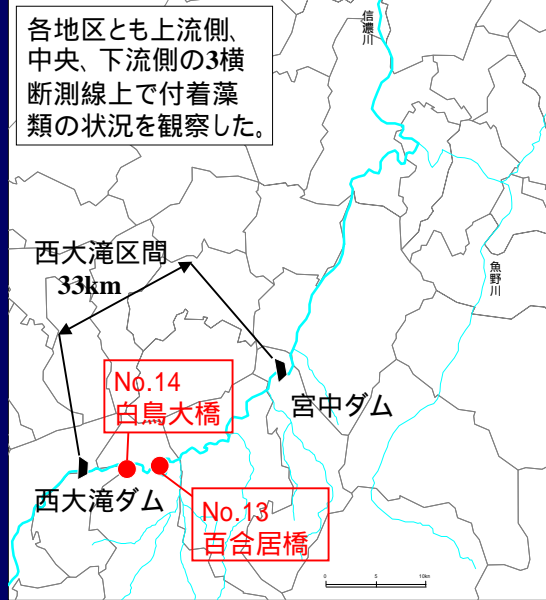 各地区とも上流側、
中央、下流側の3横
断測線上で付着藻
類の状況を観察した。
信濃川
魚野川
西大滝区間
33km
No.14
白鳥大橋
宮中ダム
西大滝ダム
No.13
百合居橋
0 5 10km